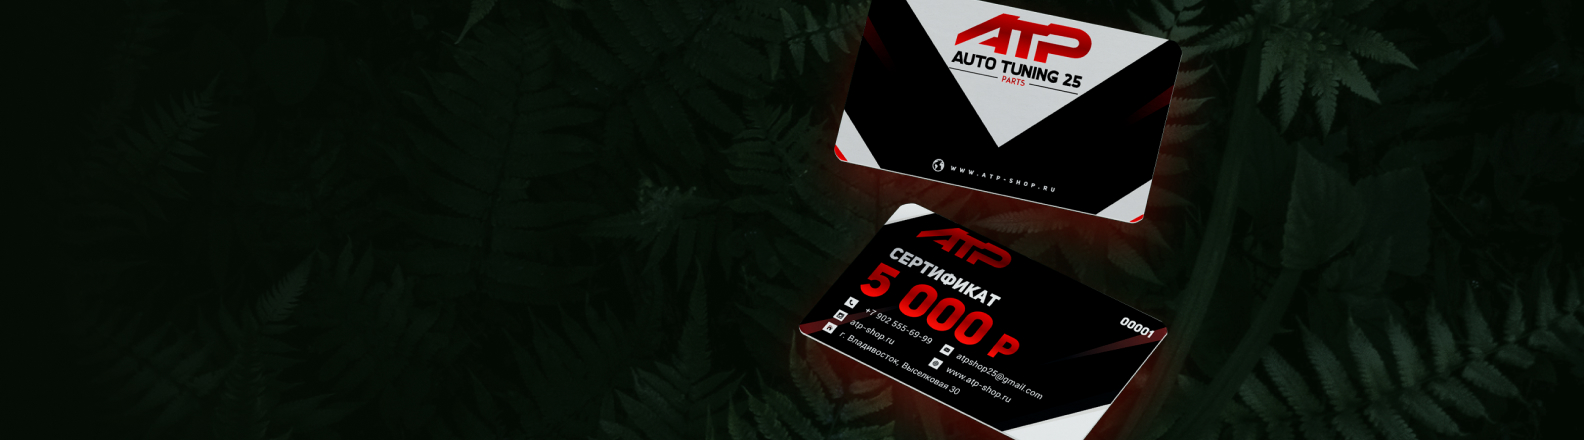 ATP
AUTO TUNING 25
PARTS
WWW.ATP-SHOP.RU
ATP
СЕРТИФИКАТ
5 000 Р
00001
+7 902 555-69-99
atp-shop.ru
г. Владивосток, Выселковая 30
atpshop25@gmail.com
www.atp-shop.ru